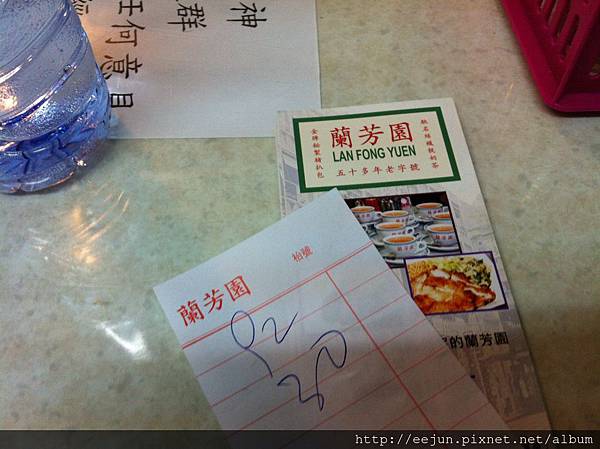 神
群
任何意見
蘭芳園
LAN FONG YUEN
五十多年老字號
金牌秘製豬扒包
馳名絲襪奶茶
的蘭芳園
蘭芳園
枱號
http://eejun.pixnet.net/album